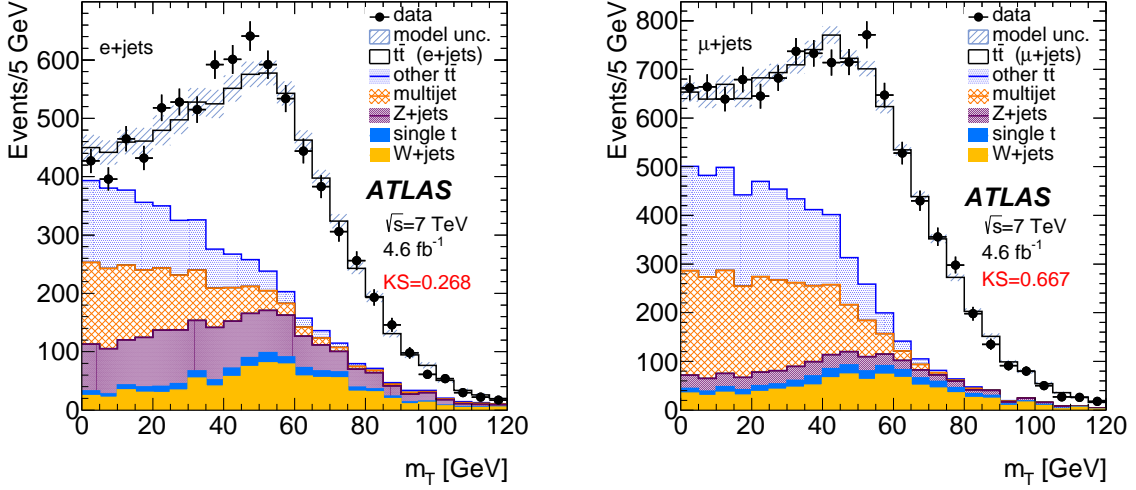 Events/5 GeV
600
500
400
300
200
100
0
0 20 40 60 80 100 120
m_T [GeV]
e+jets
data
model unc.
tt̄ (e+jets)
other tt̄
multijet
Z+jets
single t
W+jets
ATLAS
√s=7 TeV
4.6 fb⁻¹
KS=0.268
Events/5 GeV
800
700
600
500
400
300
200
100
0
0 20 40 60 80 100 120
m_T [GeV]
μ+jets
data
model unc.
tt̄ (μ+jets)
other tt̄
multijet
Z+jets
single t
W+jets
ATLAS
√s=7 TeV
4.6 fb⁻¹
KS=0.667